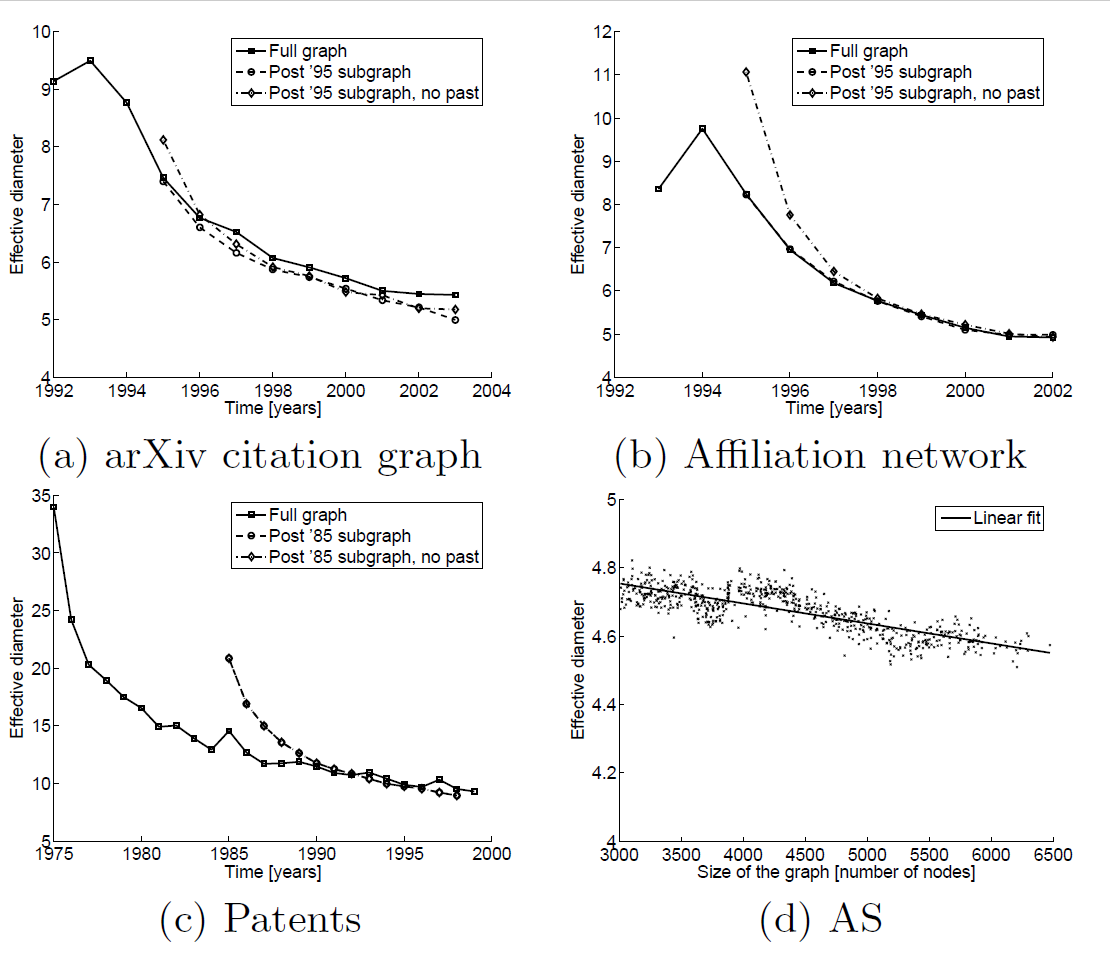 10
9
8
7
6
5
4
Effective diameter
Full graph
Post '95 subgraph
Post '95 subgraph, no past
1992 1994 1996 1998 2000 2002 2004
Time [years]
(a) arXiv citation graph
12
11
10
9
8
7
6
5
4
Effective diameter
Full graph
Post '95 subgraph
Post '95 subgraph, no past
1992 1994 1996 1998 2000 2002
Time [years]
(b) Affiliation network
35
30
25
20
15
10
5
Effective diameter
Full graph
Post '85 subgraph
Post '85 subgraph, no past
1975 1980 1985 1990 1995 2000
Time [years]
(c) Patents
5
4.8
4.6
4.4
4.2
4
Effective diameter
Linear fit
3000 3500 4000 4500 5000 5500 6000 6500
Size of the graph [number of nodes]
(d) AS